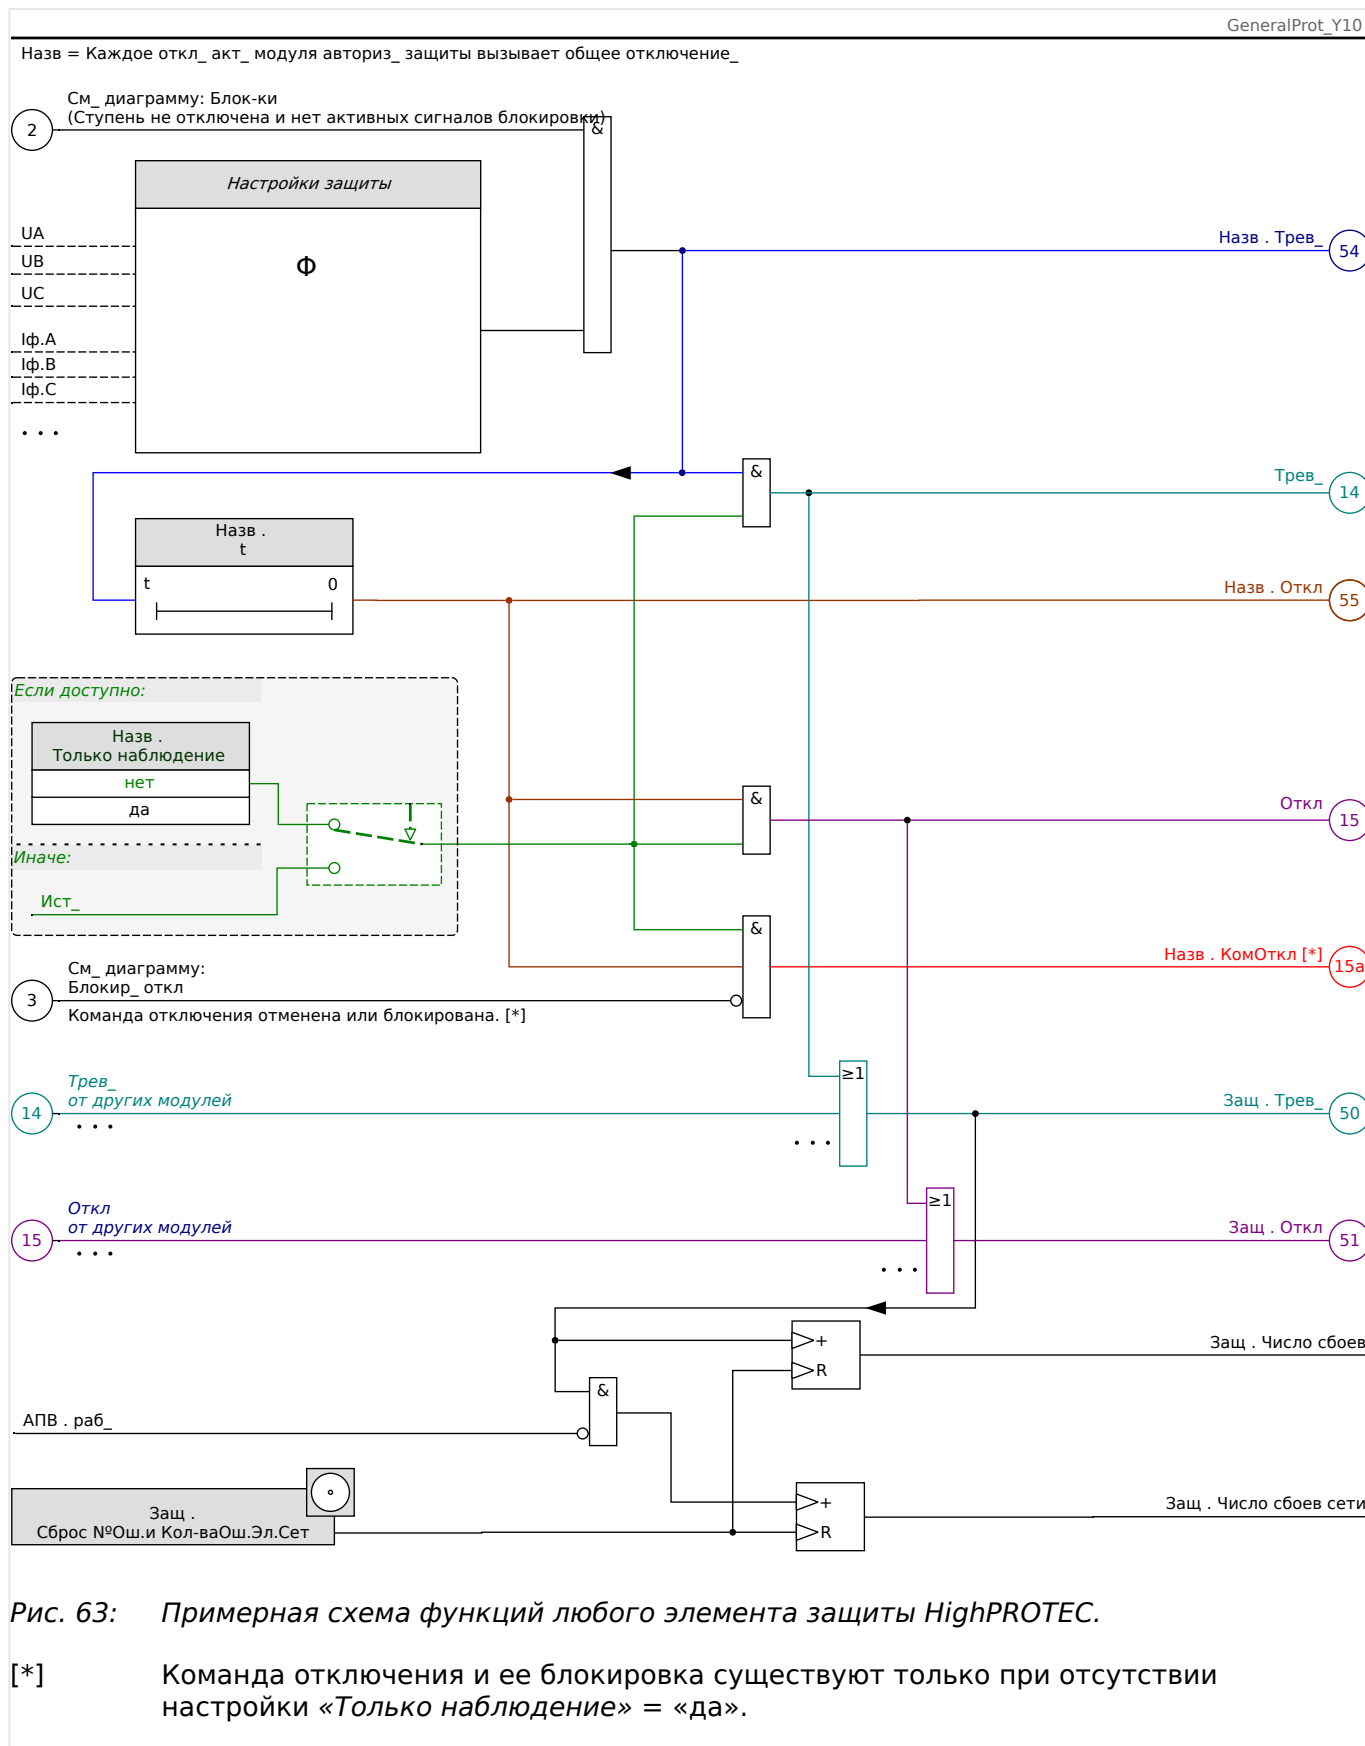 GeneralProt_Y10
Назв = Каждое откл_ акт_ модуля авториз_ защиты вызывает общее отключение_
См_ диаграмму: Блок-ки
(Ступень не отключена и нет активных сигналов блокировки)
2
&
Настройки защиты
Φ
UA
UB
UC
Iф.A
Iф.B
Iф.C
. . .
Назв . Трев_
54
&
Трев_
14
Назв .
t
t 0
Назв . Откл
55
Если доступно:
Назв .
Только наблюдение
нет
да
Иначе:
Ист_
&
Откл
15
&
Назв . КомОткл [*]
15a
См_ диаграмму:
Блокир_ откл
3
Команда отключения отменена или блокирована. [*]
Трев_
от других модулей
14
. . .
≥1
. . .
Защ . Трев_
50
Откл
от других модулей
15
. . .
≥1
. . .
Защ . Откл
51
+
R
Защ . Число сбоев
&
АПВ . раб_
Защ .
Сброс №Ош.и Кол-ваОш.Эл.Сет
+
R
Защ . Число сбоев сети
Рис. 63: Примерная схема функций любого элемента защиты HighPROTEC.
[*] Команда отключения и ее блокировка существуют только при отсутствии
настройки «Только наблюдение» = «да».